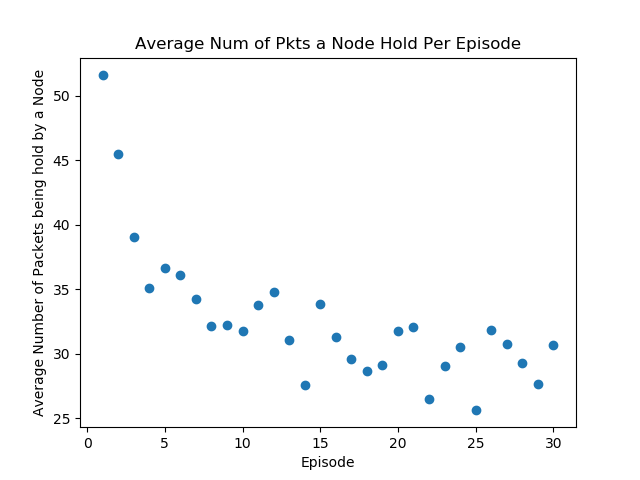 Average Num of Pkts a Node Hold Per Episode
Average Number of Packets being hold by a Node
50
45
40
35
30
25
0 5 10 15 20 25 30
Episode